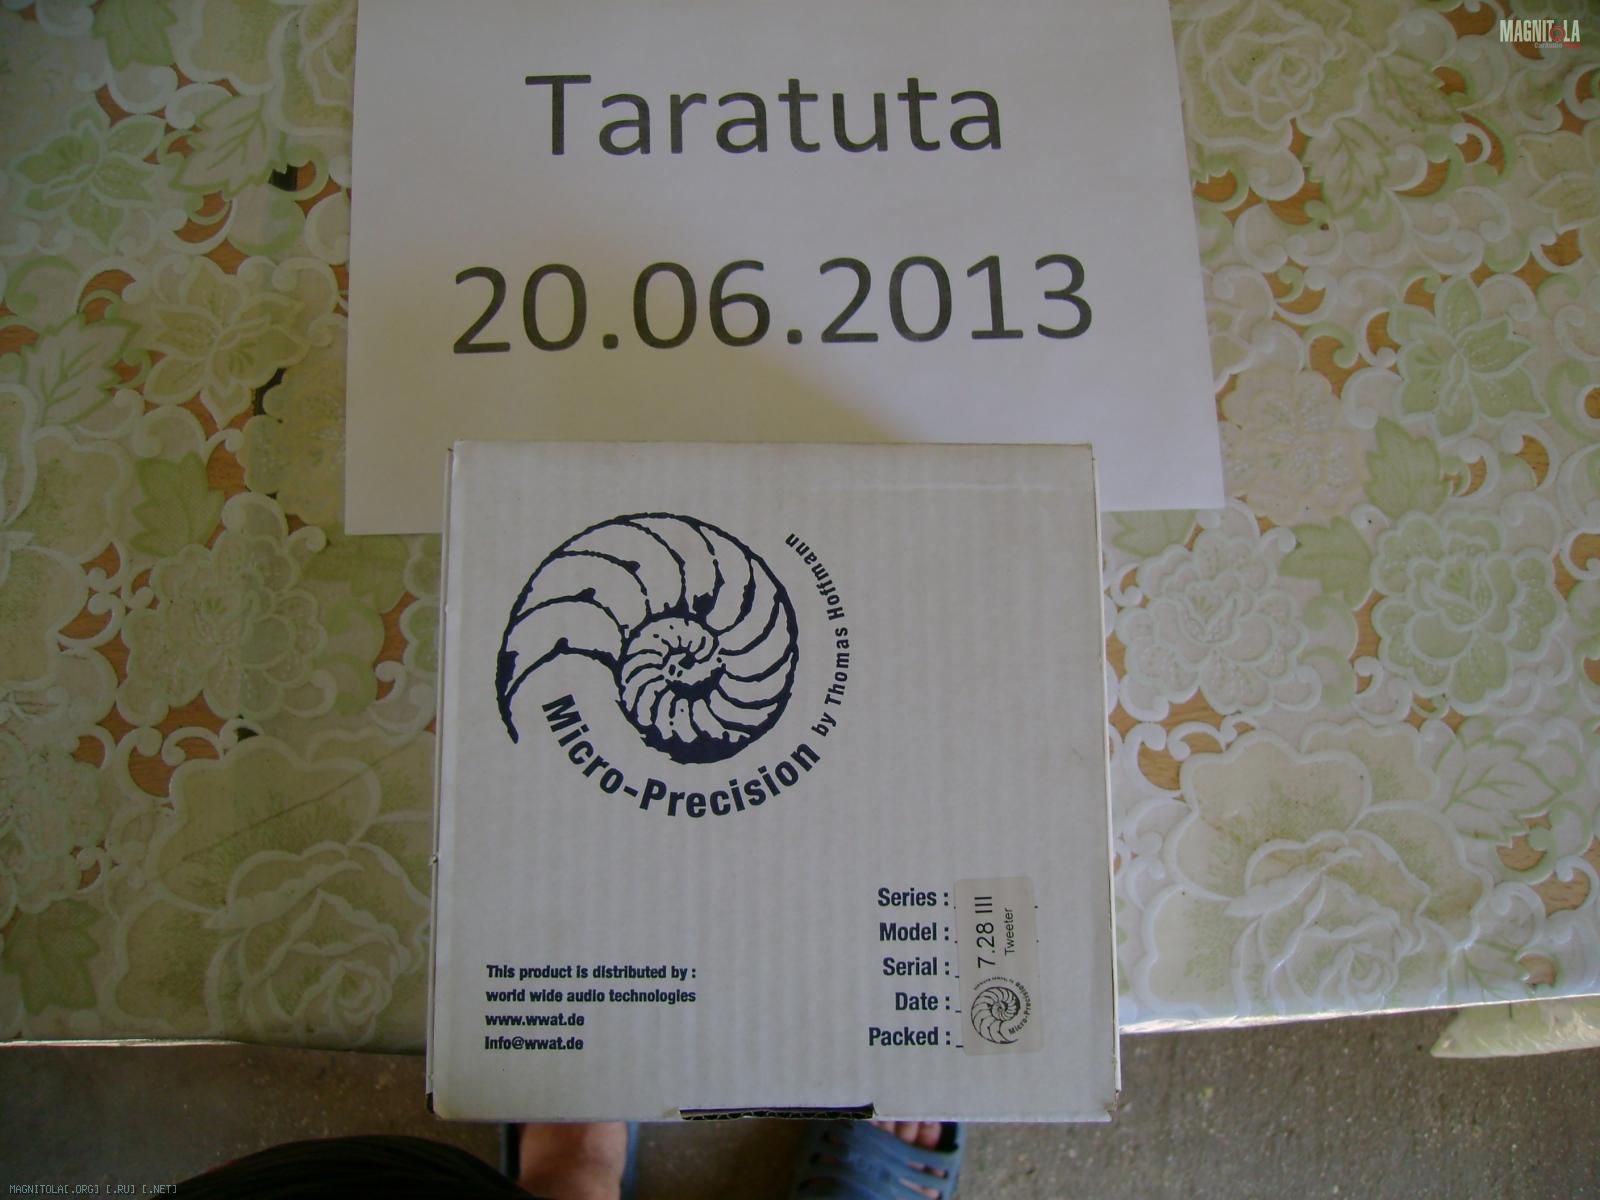 MAGNITOLA
Taratuta
20.06.2013
Micro-Precision by Thomas Hoffmann
Series :
Model :
Serial :
Date :
Packed :
7.28 III
Tweeter
Micro-Precision
This product is distributed by :
world wide audio technologies
www.wwat.de
info@wwat.de
MAGNITOLA[.ORG] [.RU] [.NET]